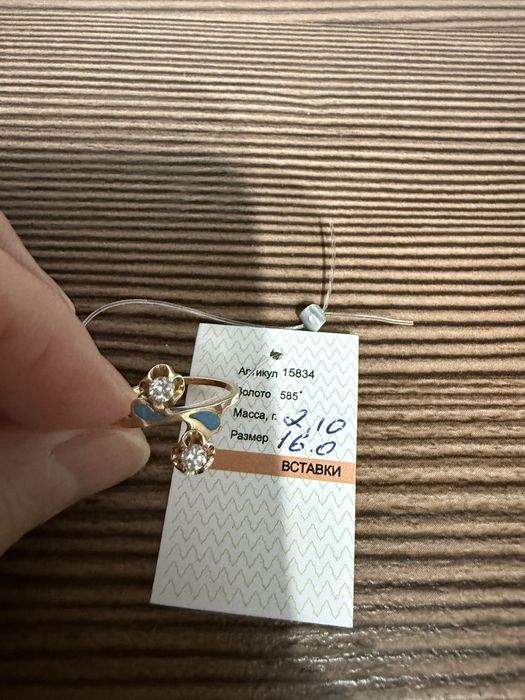 Артикул 15834
Золото 585°
Масса, г. 2,10
Размер 16.0
ВСТАВКИ